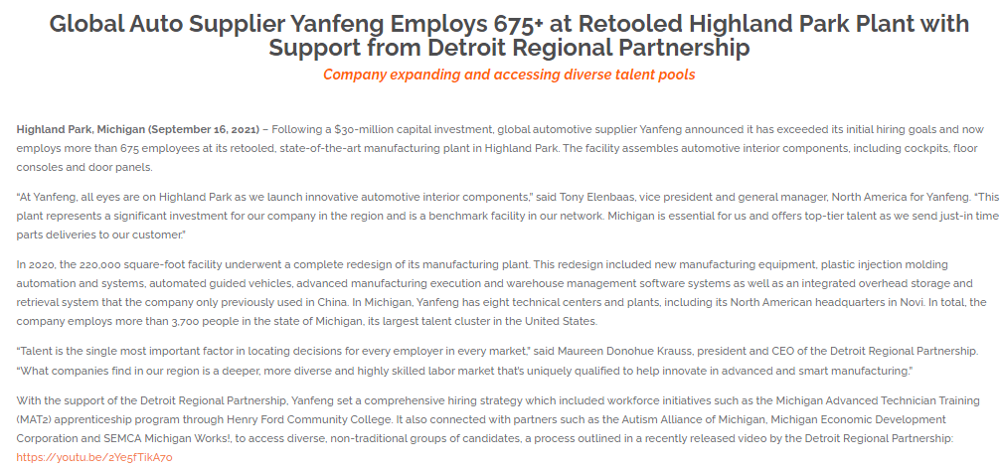 Global Auto Supplier Yanfeng Employs 675+ at Retooled Highland Park Plant with
Support from Detroit Regional Partnership
Company expanding and accessing diverse talent pools
Highland Park, Michigan (September 16, 2021) – Following a $30-million capital investment, global automotive supplier Yanfeng announced it has exceeded its initial hiring goals and now
employs more than 675 employees at its retooled, state-of-the-art manufacturing plant in Highland Park. The facility assembles automotive interior components, including cockpits, floor
consoles and door panels.
“At Yanfeng, all eyes are on Highland Park as we launch innovative automotive interior components,” said Tony Elenbaas, vice president and general manager, North America for Yanfeng. “This
plant represents a significant investment for our company in the region and is a benchmark facility in our network. Michigan is essential for us and offers top-tier talent as we send just-in time
parts deliveries to our customer.”
In 2020, the 220,000 square-foot facility underwent a complete redesign of its manufacturing plant. This redesign included new manufacturing equipment, plastic injection molding
automation and systems, automated guided vehicles, advanced manufacturing execution and warehouse management software systems as well as an integrated overhead storage and
retrieval system that the company only previously used in China. In Michigan, Yanfeng has eight technical centers and plants, including its North American headquarters in Novi. In total, the
company employs more than 3,700 people in the state of Michigan, its largest talent cluster in the United States.
“Talent is the single most important factor in locating decisions for every employer in every market,” said Maureen Donohue Krauss, president and CEO of the Detroit Regional Partnership.
“What companies find in our region is a deeper, more diverse and highly skilled labor market that’s uniquely qualified to help innovate in advanced and smart manufacturing.”
With the support of the Detroit Regional Partnership, Yanfeng set a comprehensive hiring strategy which included workforce initiatives such as the Michigan Advanced Technician Training
(MAT2) apprenticeship program through Henry Ford Community College. It also connected with partners such as the Autism Alliance of Michigan, Michigan Economic Development
Corporation and SEMCA Michigan Works!, to access diverse, non-traditional groups of candidates, a process outlined in a recently released video by the Detroit Regional Partnership:
https://youtu.be/2Ye5fTikA7o